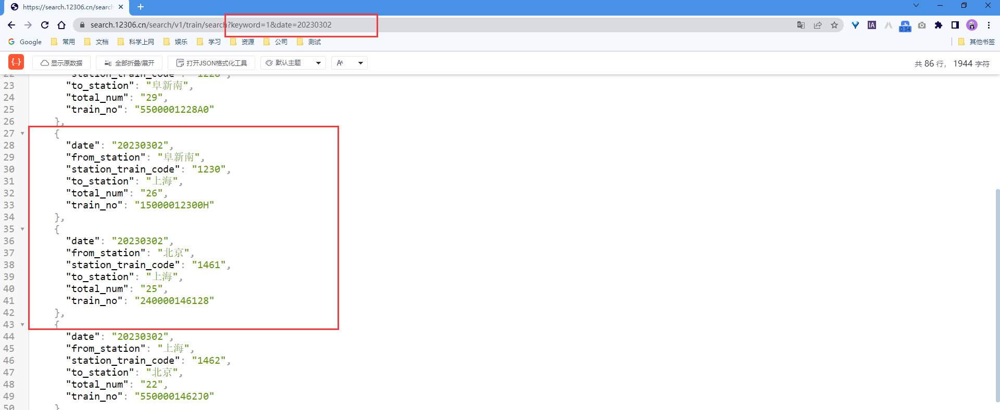 https://search.12306.cn/search
search.12306.cn/search/v1/train/search?keyword=1&date=20230302
IA
0.34
Google 常用 文档 科学上网 娱乐 学习 资源 公司 测试 其他书签
显示原数据 全部折叠/展开 打开JSON格式化工具 默认主题 共 86 行， 1944 字符
22 "station_train_code": "1228",
23 "to_station": "阜新南",
24 "total_num": "29",
25 "train_no": "5500001228A0"
26 },
27 {
28 "date": "20230302",
29 "from_station": "阜新南",
30 "station_train_code": "1230",
31 "to_station": "上海",
32 "total_num": "26",
33 "train_no": "15000012300H"
34 },
35 {
36 "date": "20230302",
37 "from_station": "北京",
38 "station_train_code": "1461",
39 "to_station": "上海",
40 "total_num": "25",
41 "train_no": "240000146128"
42 },
43 {
44 "date": "20230302",
45 "from_station": "上海",
46 "station_train_code": "1462",
47 "to_station": "北京",
48 "total_num": "22",
49 "train_no": "5500001462J0"
50 }